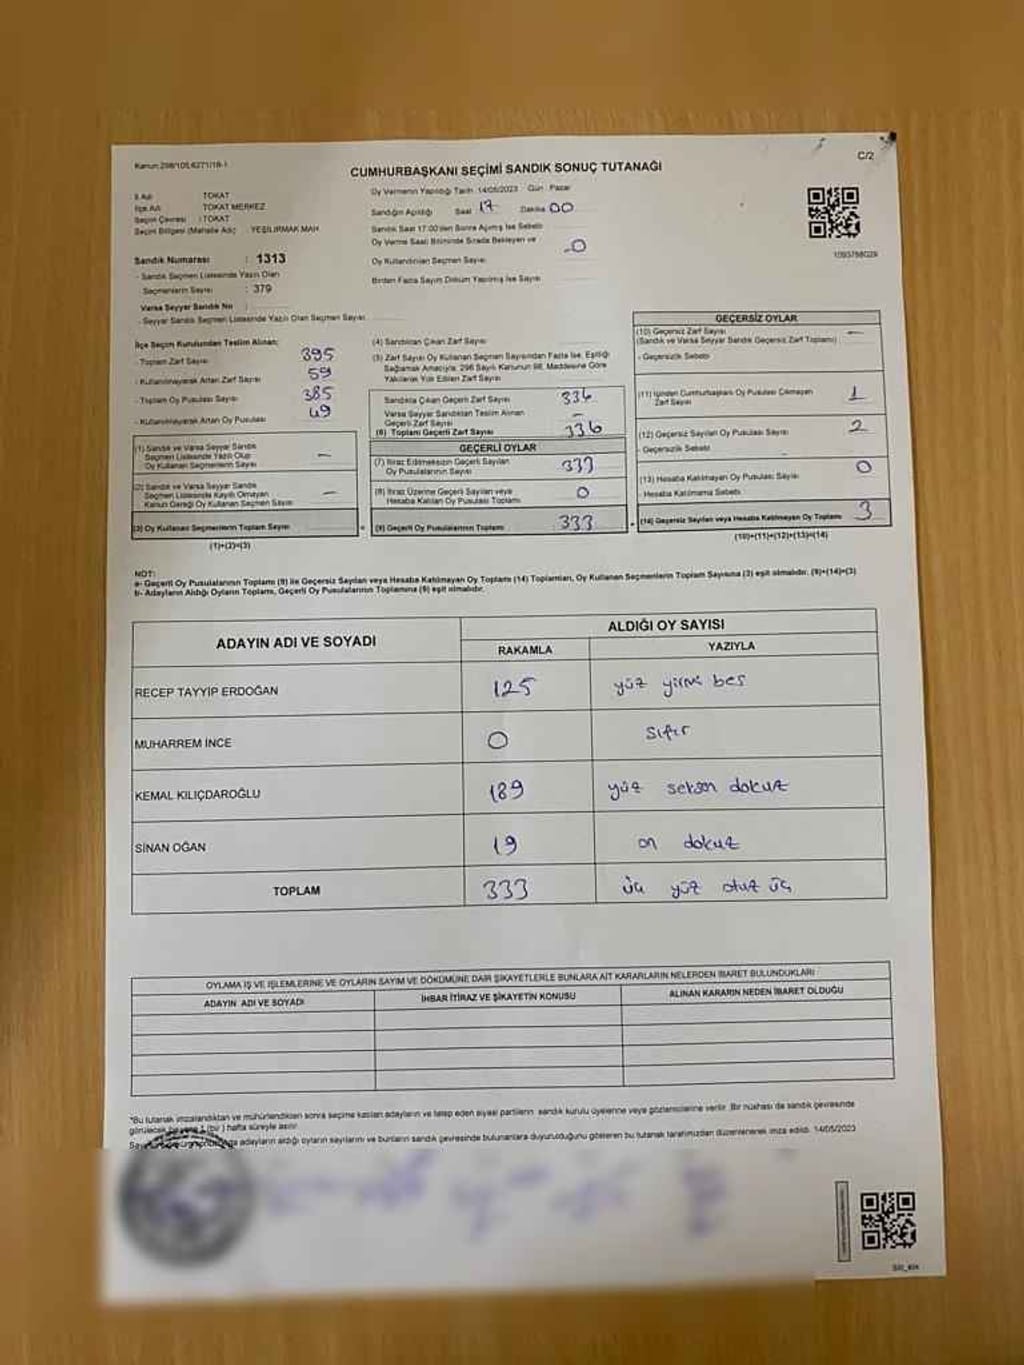 Kanun:298/105,6271/18-1
C/2
CUMHURBAŞKANI SEÇİMİ SANDIK SONUÇ TUTANAĞI
İl Adı : TOKAT
İlçe Adı : TOKAT MERKEZ
Seçim Çevresi : TOKAT
Seçim Bölgesi (Mahalle Adı) : YEŞİLIRMAK MAH.
Sandık Numarası : 1313
- Sandık Seçmen Listesinde Yazılı Olan
Seçmenlerin Sayısı : 379
Varsa Seyyar Sandık No :
- Seyyar Sandık Seçmen Listesinde Yazılı Olan Seçmen Sayısı
Oy Vermenin Yapıldığı Tarih 14/05/2023 Gün : Pazar
Sandığın Açıldığı Saat 17 Dakika 00
Sandık Saat 17:00'den Sonra Açılmış İse Sebebi
Oy Verme Saati Bitiminde Sırada Bekleyen ve
Oy Kullandırılan Seçmen Sayısı 0
Birden Fazla Sayım Döküm Yapılmış İse Sayısı
1093758029
İlçe Seçim Kurulundan Teslim Alınan:
- Toplam Zarf Sayısı 395
- Kullanılmayarak Artan Zarf Sayısı 59
- Toplam Oy Pusulası Sayısı 385
- Kullanılmayarak Artan Oy Pusulası 49
(1) Sandık ve Varsa Seyyar Sandık
Seçmen Listesinde Yazılı Olup
Oy Kullanan Seçmenlerin Sayısı —
(2) Sandık ve Varsa Seyyar Sandık
Seçmen Listesinde Kayıtlı Olmayan
Kanun Gereği Oy Kullanan Seçmen Sayısı —
(3) Oy Kullanan Seçmenlerin Toplam Sayısı
(1)+(2)=(3)
(4) Sandıktan Çıkan Zarf Sayısı
(5) Zarf Sayısı Oy Kullanan Seçmen Sayısından Fazla İse, Eşitliği
Sağlamak Amacıyla; 298 Sayılı Kanunun 98. Maddesine Göre
Yakılarak Yok Edilen Zarf Sayısı
Sandıkta Çıkan Geçerli Zarf Sayısı 336
Varsa Seyyar Sandıktan Teslim Alınan
Geçerli Zarf Sayısı —
(6) Toplam Geçerli Zarf Sayısı 336
GEÇERLİ OYLAR
(7) İtiraz Edilmeksizin Geçerli Sayılan
Oy Pusulalarının Sayısı 333
(8) İtiraz Üzerine Geçerli Sayılan veya
Hesaba Katılan Oy Pusulası Toplamı 0
(9) Geçerli Oy Pusulalarının Toplamı 333
GEÇERSİZ OYLAR
(10) Geçersiz Zarf Sayısı —
(Sandık ve Varsa Seyyar Sandık Geçersiz Zarf Toplamı)
- Geçersizlik Sebebi
(11) İçinden Cumhurbaşkanı Oy Pusulası Çıkmayan
Zarf Sayısı 1
(12) Geçersiz Sayılan Oy Pusulası Sayısı 2
- Geçersizlik Sebebi
(13) Hesaba Katılmayan Oy Pusulası Sayısı 0
- Hesaba Katılmama Sebebi
(14) Geçersiz Sayılan veya Hesaba Katılmayan Oy Toplamı 3
(10)+(11)+(12)+(13)=(14)
NOT:
a- Geçerli Oy Pusulalarının Toplamı (9) ile Geçersiz Sayılan veya Hesaba Katılmayan Oy Toplamı (14) Toplamları, Oy Kullanan Seçmenlerin Toplam Sayısına (3) eşit olmalıdır. (9)+(14)=(3)
b- Adayların Aldığı Oyların Toplamı, Geçerli Oy Pusulalarının Toplamına (9) eşit olmalıdır.
ADAYIN ADI VE SOYADI ALDIĞI OY SAYISI
RAKAMLA YAZIYLA
RECEP TAYYİP ERDOĞAN 125 yüz yirmi beş
MUHARREM İNCE 0 sıfır
KEMAL KILIÇDAROĞLU 189 yüz seksen dokuz
SİNAN OĞAN 19 on dokuz
TOPLAM 333 üç yüz otuz üç
OYLAMA İŞ VE İŞLEMLERİNE VE OYLARIN SAYIM VE DÖKÜMÜNE DAİR ŞİKAYETLERLE BUNLARA AİT KARARLARIN NELERDEN İBARET BULUNDUKLARI
ADAYIN ADI VE SOYADI İHBAR İTİRAZ VE ŞİKAYETİN KONUSU ALINAN KARARIN NEDEN İBARET OLDUĞU
*Bu tutanak imzalandıktan ve mühürlendikten sonra seçime katılan adayların ve talep eden siyasi partilerin sandık kurulu üyelerine veya gözlemcilerine verilir. Bir nüshası da sandık çevresinde
görülecek 1 (bir) hafta süreyle asılır.
adayların aldığı oyların sayılarını ve bunların sandık çevresinde bulunanlara duyurulduğunu gösteren bu tutanak tarafımızdan düzenlenerek imza edildi. 14/05/2023